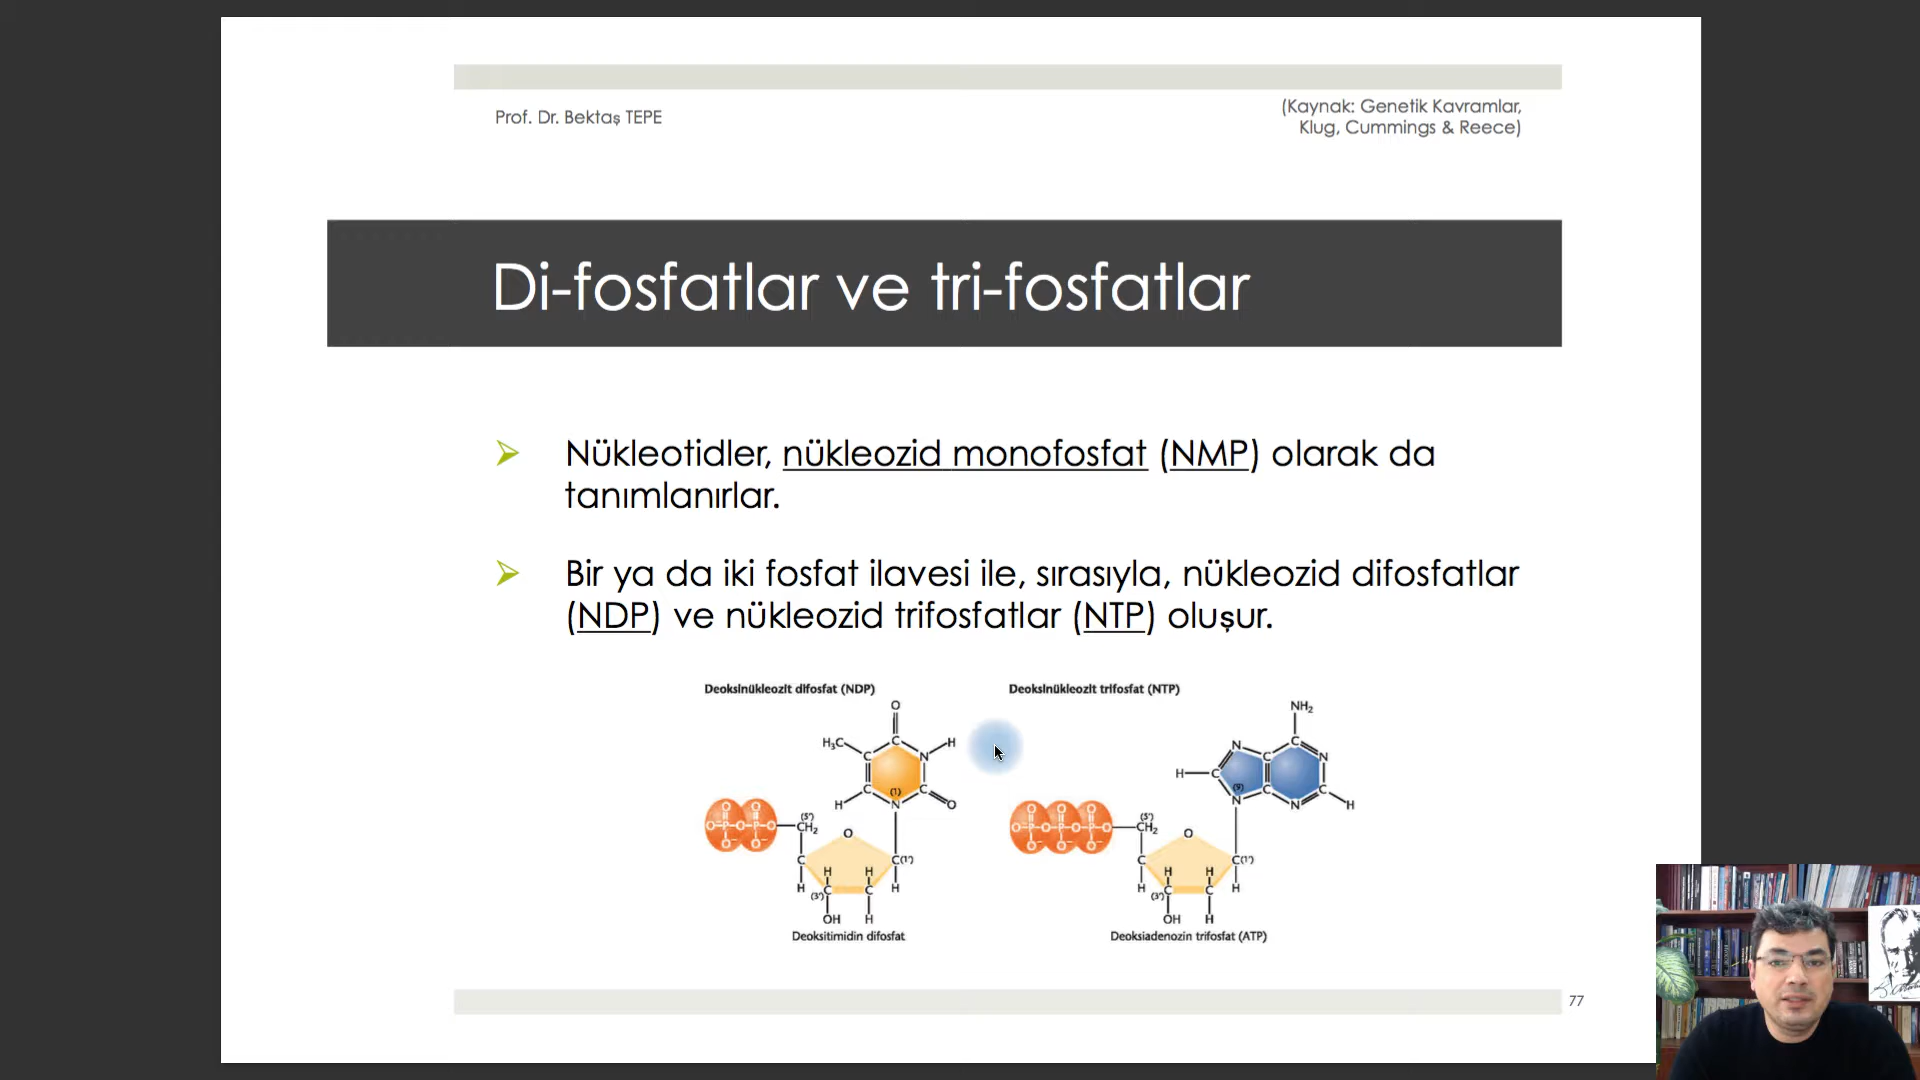 Prof. Dr. Bektaş TEPE
(Kaynak: Genetik Kavramlar,
Klug, Cummings & Reece)
Di-fosfatlar ve tri-fosfatlar
Nükleotidler, nükleozid monofosfat (NMP) olarak da
tanımlanırlar.
Bir ya da iki fosfat ilavesi ile, sırasıyla, nükleozid difosfatlar
(NDP) ve nükleozid trifosfatlar (NTP) oluşur.
Deoksinükleozit difosfat (NDP)
O
H₃C
C
H
C
N
(1)
C
C
H
N
O
O⁻
P
O
P
O
(5')
CH₂
O
C
C(1')
H
H
H
H
(3')
C
C
OH
H
Deoksitimidin difosfat
Deoksinükleozit trifosfat (NTP)
NH₂
N
C
C
N
H
C
(9)
N
C
N
C
H
O⁻
P
O
P
O
P
O
(5')
CH₂
O
C
C(1')
H
H
H
H
(3')
C
C
OH
H
Deoksiadenozin trifosfat (ATP)
77